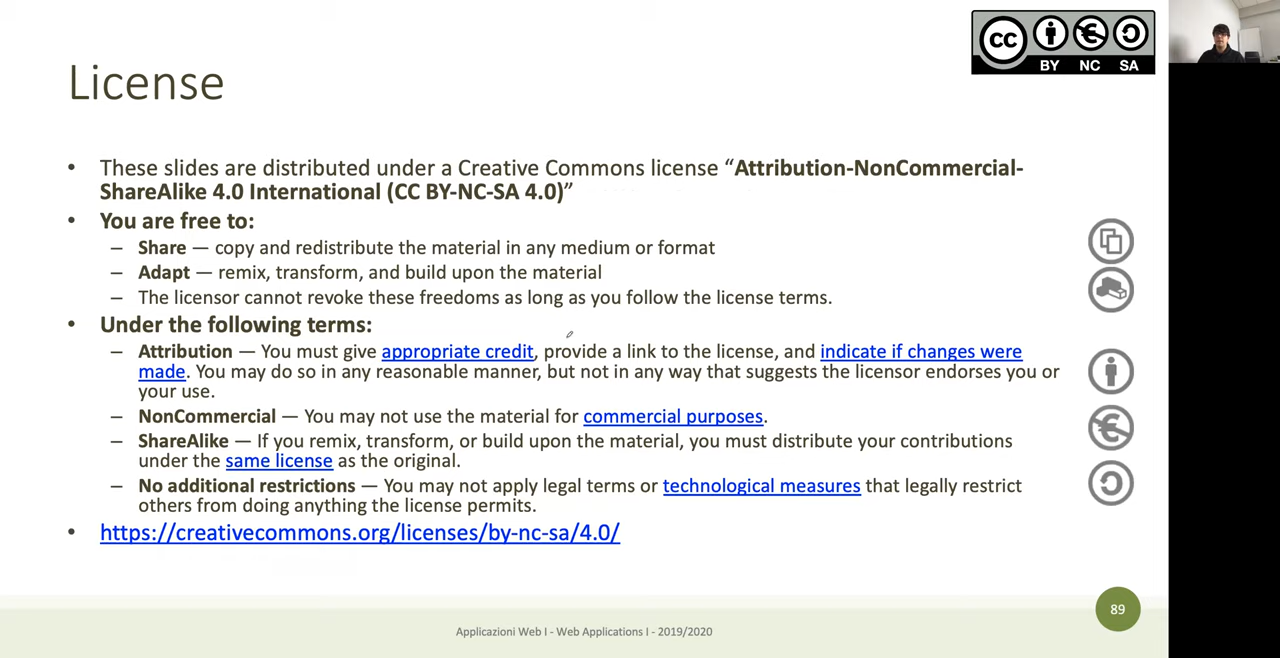 CC BY NC SA
License
• These slides are distributed under a Creative Commons license “Attribution-NonCommercial-
ShareAlike 4.0 International (CC BY-NC-SA 4.0)”
• You are free to:
– Share — copy and redistribute the material in any medium or format
– Adapt — remix, transform, and build upon the material
– The licensor cannot revoke these freedoms as long as you follow the license terms.
• Under the following terms:
– Attribution — You must give appropriate credit, provide a link to the license, and indicate if changes were
made. You may do so in any reasonable manner, but not in any way that suggests the licensor endorses you or
your use.
– NonCommercial — You may not use the material for commercial purposes.
– ShareAlike — If you remix, transform, or build upon the material, you must distribute your contributions
under the same license as the original.
– No additional restrictions — You may not apply legal terms or technological measures that legally restrict
others from doing anything the license permits.
• https://creativecommons.org/licenses/by-nc-sa/4.0/
89
Applicazioni Web I - Web Applications I - 2019/2020